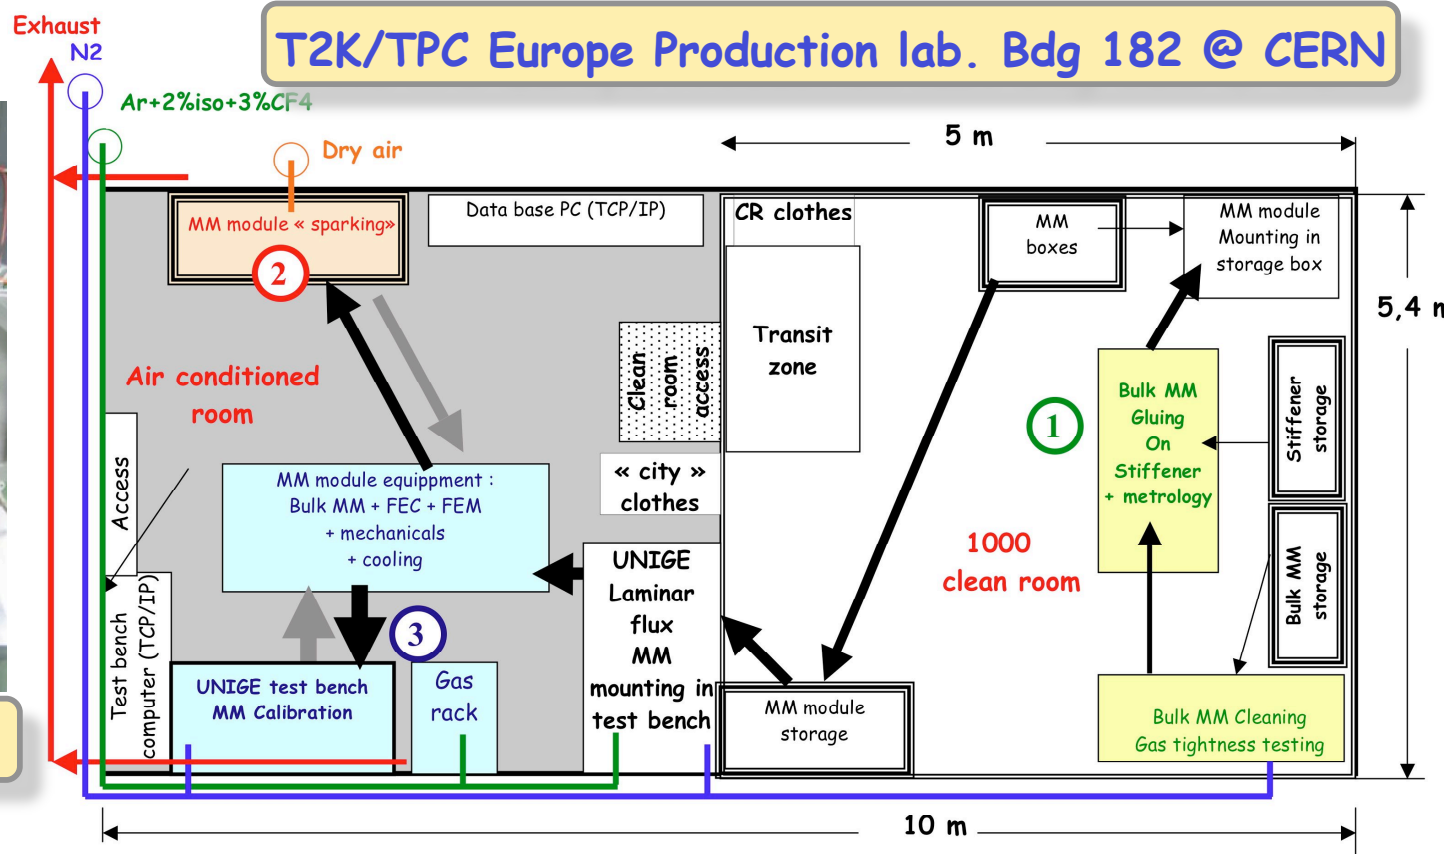 T2K/TPC Europe Production lab. Bdg 182 @ CERN
Exhaust
N2
Ar+2%iso+3%CF4
Dry air
5 m
MM module « sparking»
2
Data base PC (TCP/IP)
CR clothes
MM
boxes
MM module
Mounting in
storage box
5,4 m
Transit
zone
Clean
room
access
Air conditioned
room
1
Bulk MM
Gluing
On
Stiffener
+ metrology
Stiffener
storage
Access
MM module equippment :
Bulk MM + FEC + FEM
+ mechanicals
+ cooling
« city »
clothes
UNIGE
Laminar
flux
MM
mounting in
test bench
1000
clean room
Bulk MM
storage
Test bench
computer (TCP/IP)
3
UNIGE test bench
MM Calibration
Gas
rack
MM module
storage
Bulk MM Cleaning
Gas tightness testing
10 m